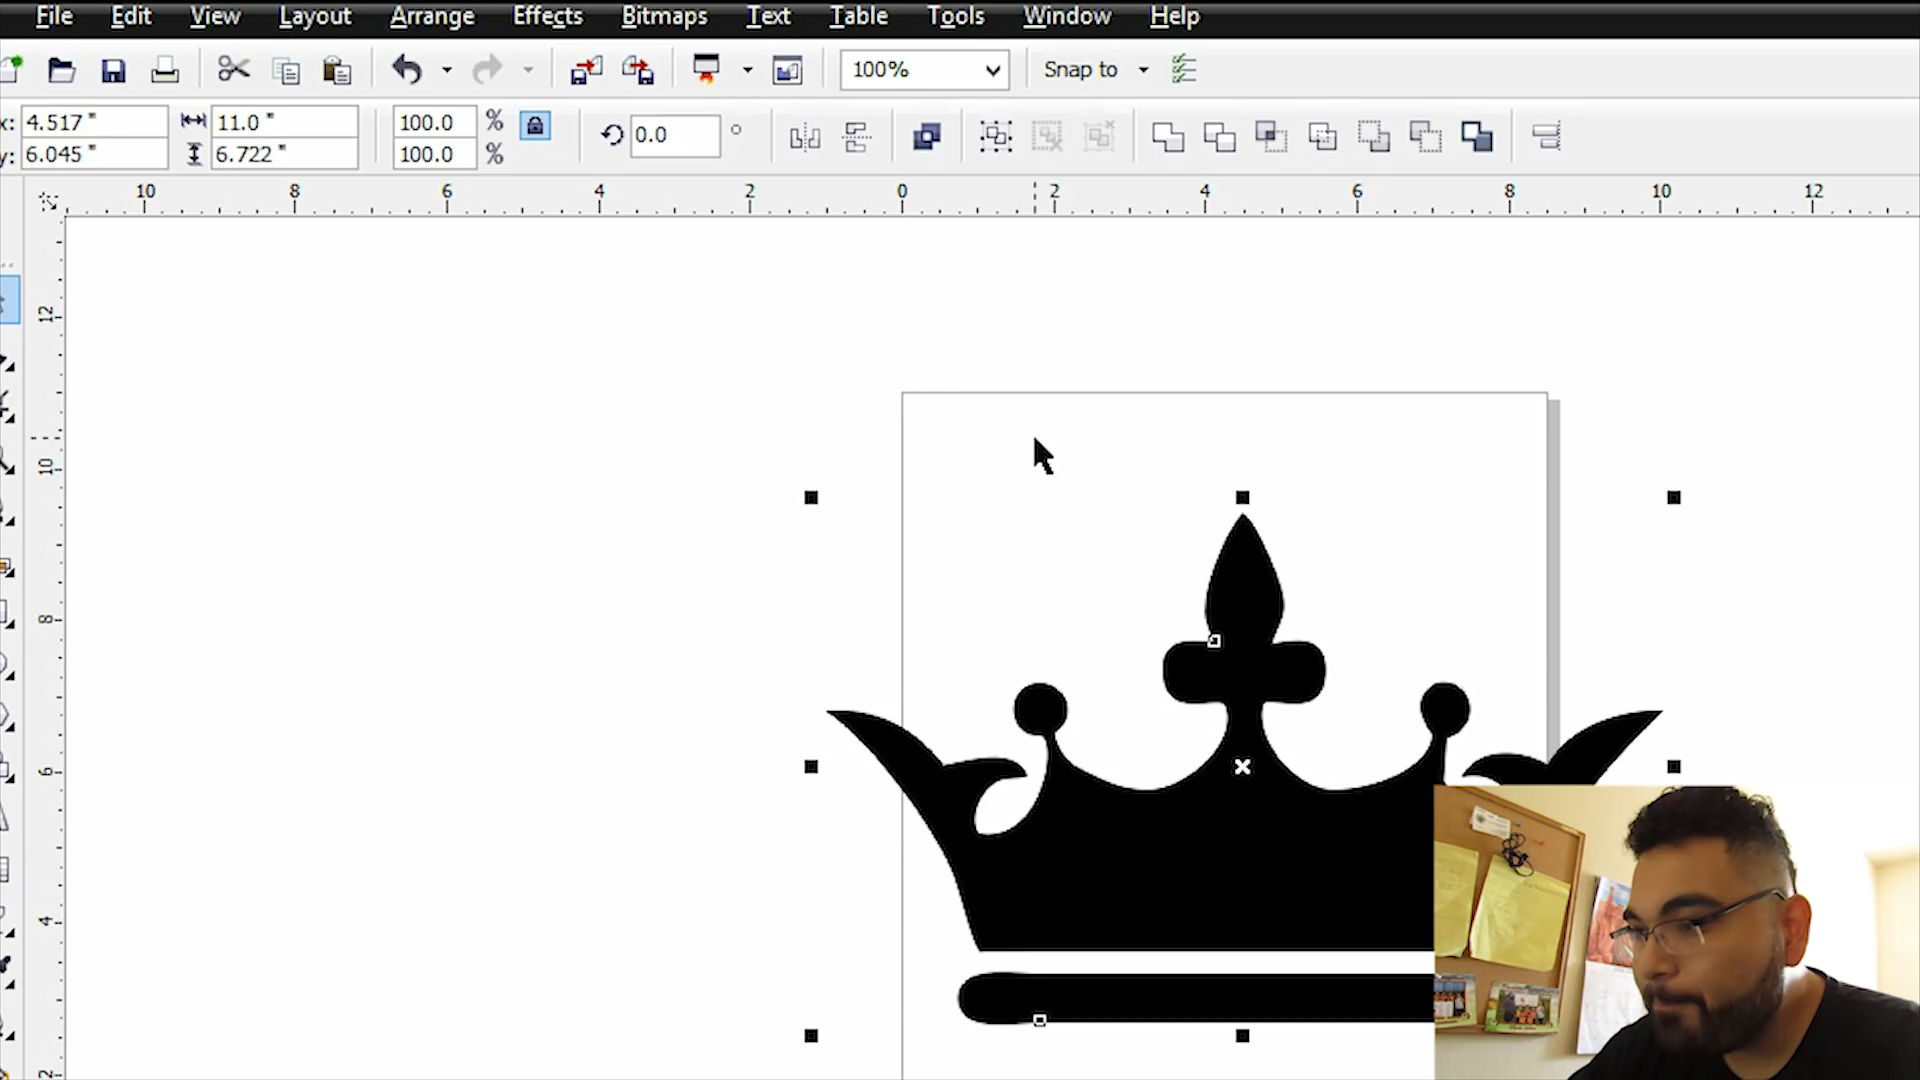 File Edit View Layout Arrange Effects Bitmaps Text Table Tools Window Help
100% Snap to
x: 4.517 " 11.0 " 100.0 % 0.0 °
y: 6.045 " 6.722 " 100.0 %
10 8 6 4 2 0 2 4 6 8 10 12
12
10
8
6
4
2